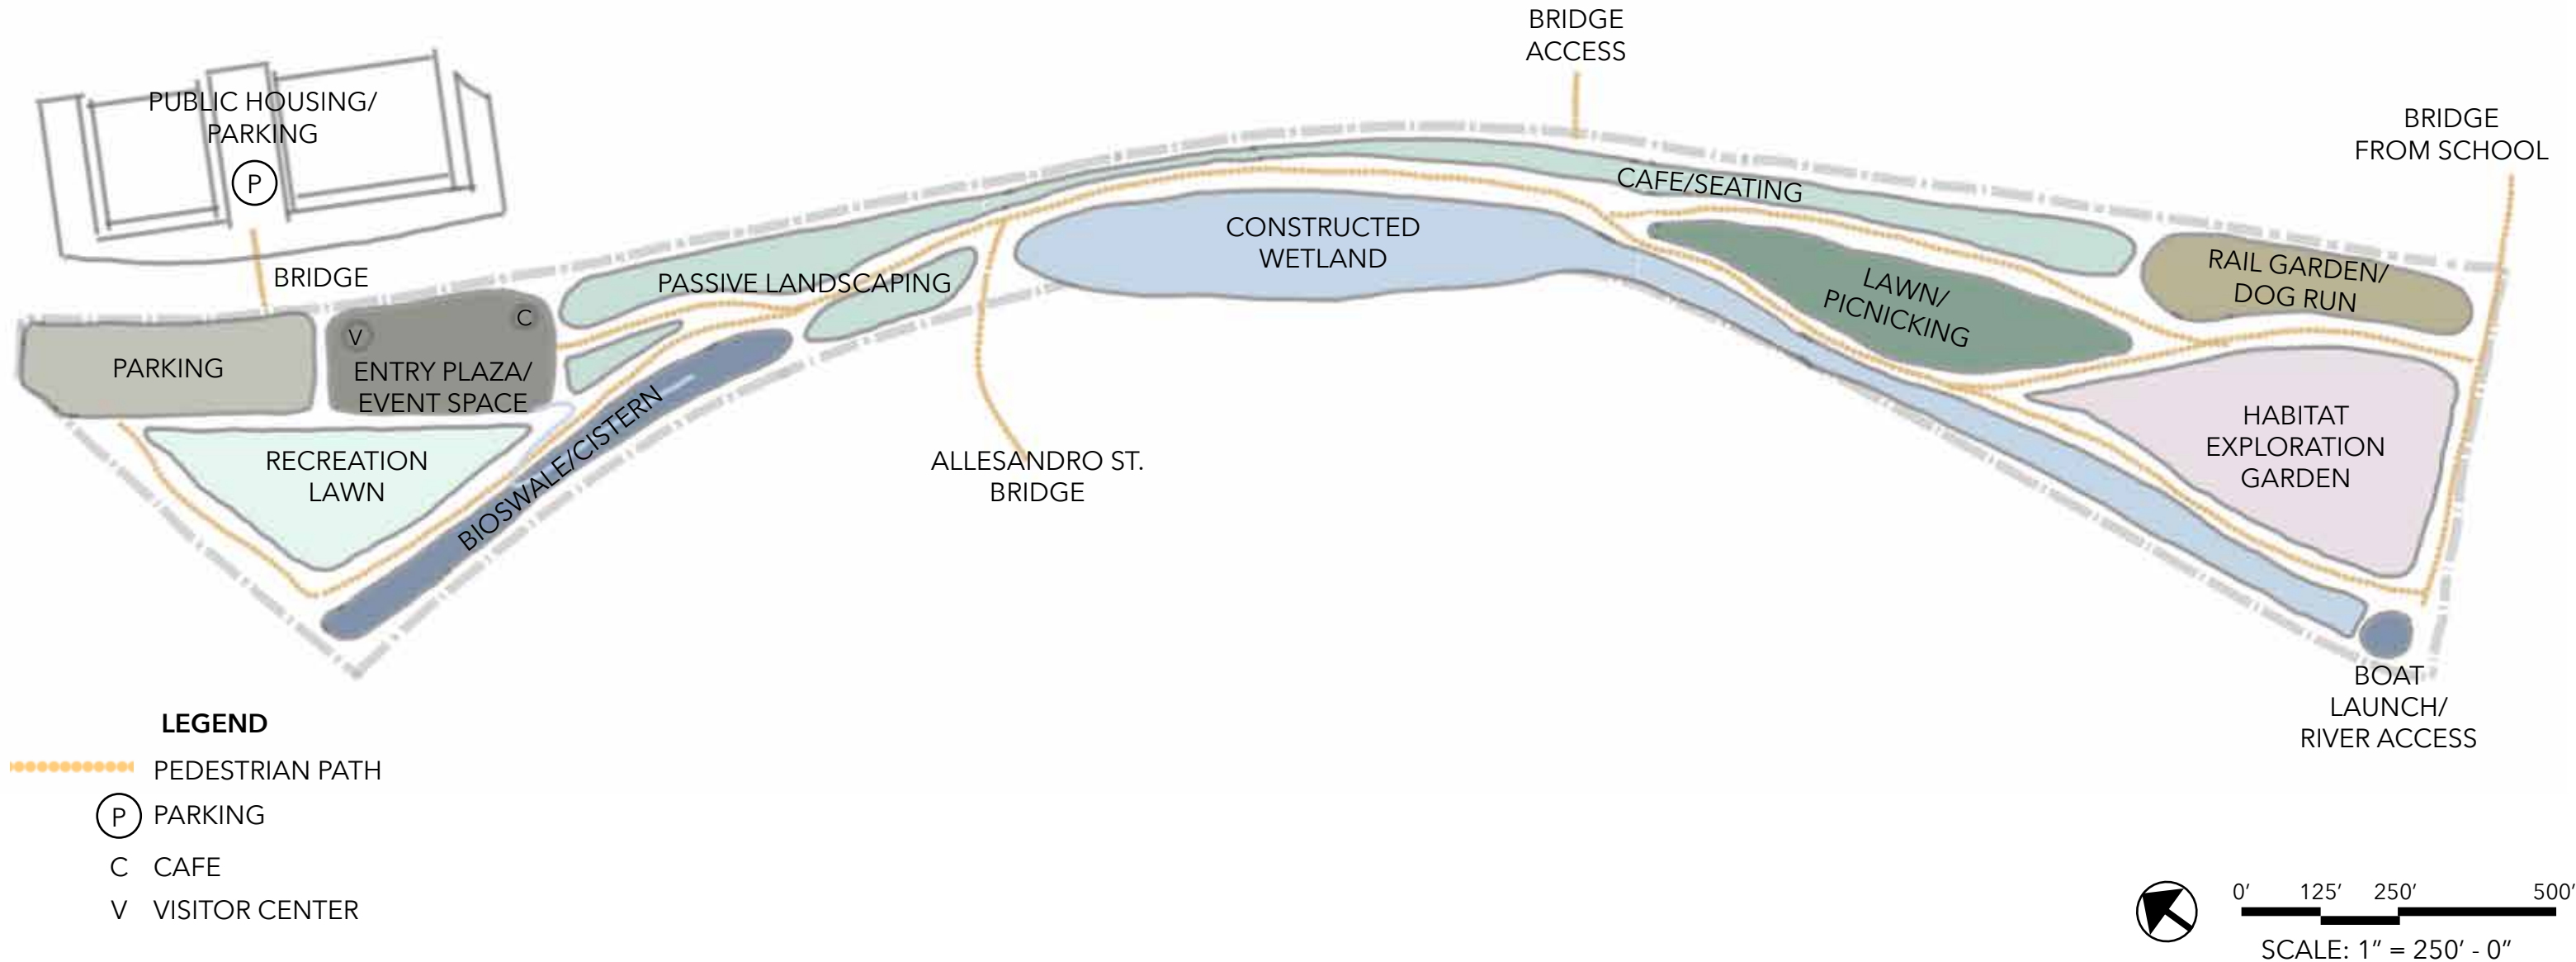 BRIDGE
ACCESS
PUBLIC HOUSING/
PARKING
P
BRIDGE
FROM SCHOOL
CAFE/SEATING
BRIDGE
PASSIVE LANDSCAPING
CONSTRUCTED
WETLAND
RAIL GARDEN/
DOG RUN
LAWN/
PICNICKING
C
V
PARKING
ENTRY PLAZA/
EVENT SPACE
HABITAT
EXPLORATION
GARDEN
RECREATION
LAWN
BIOSWALE/CISTERN
ALLESANDRO ST.
BRIDGE
BOAT
LAUNCH/
RIVER ACCESS
LEGEND
PEDESTRIAN PATH
P PARKING
C CAFE
V VISITOR CENTER
0' 125' 250' 500'
SCALE: 1" = 250' - 0"